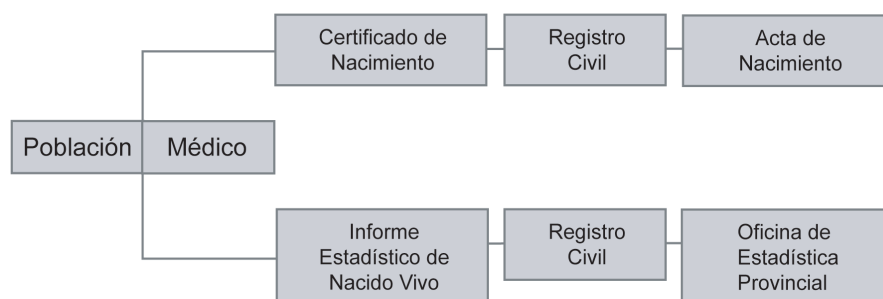 Certificado de
Nacimiento
Registro
Civil
Acta de
Nacimiento
Población
Médico
Informe
Estadístico de
Nacido Vivo
Registro
Civil
Oficina de
Estadística
Provincial